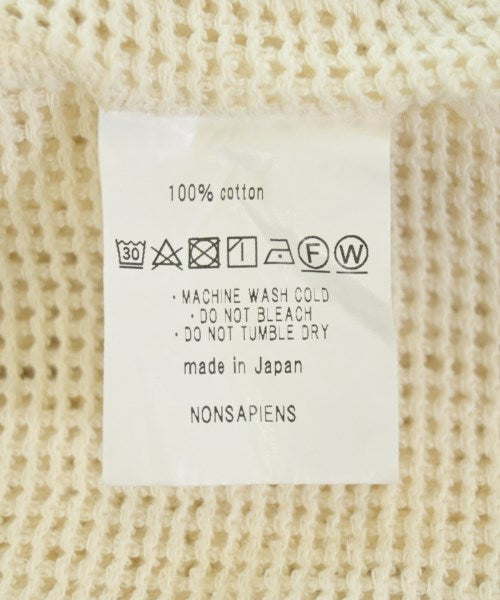 100% cotton
30 F W
・MACHINE WASH COLD
・DO NOT BLEACH
・DO NOT TUMBLE DRY
made in Japan
NONSAPIENS